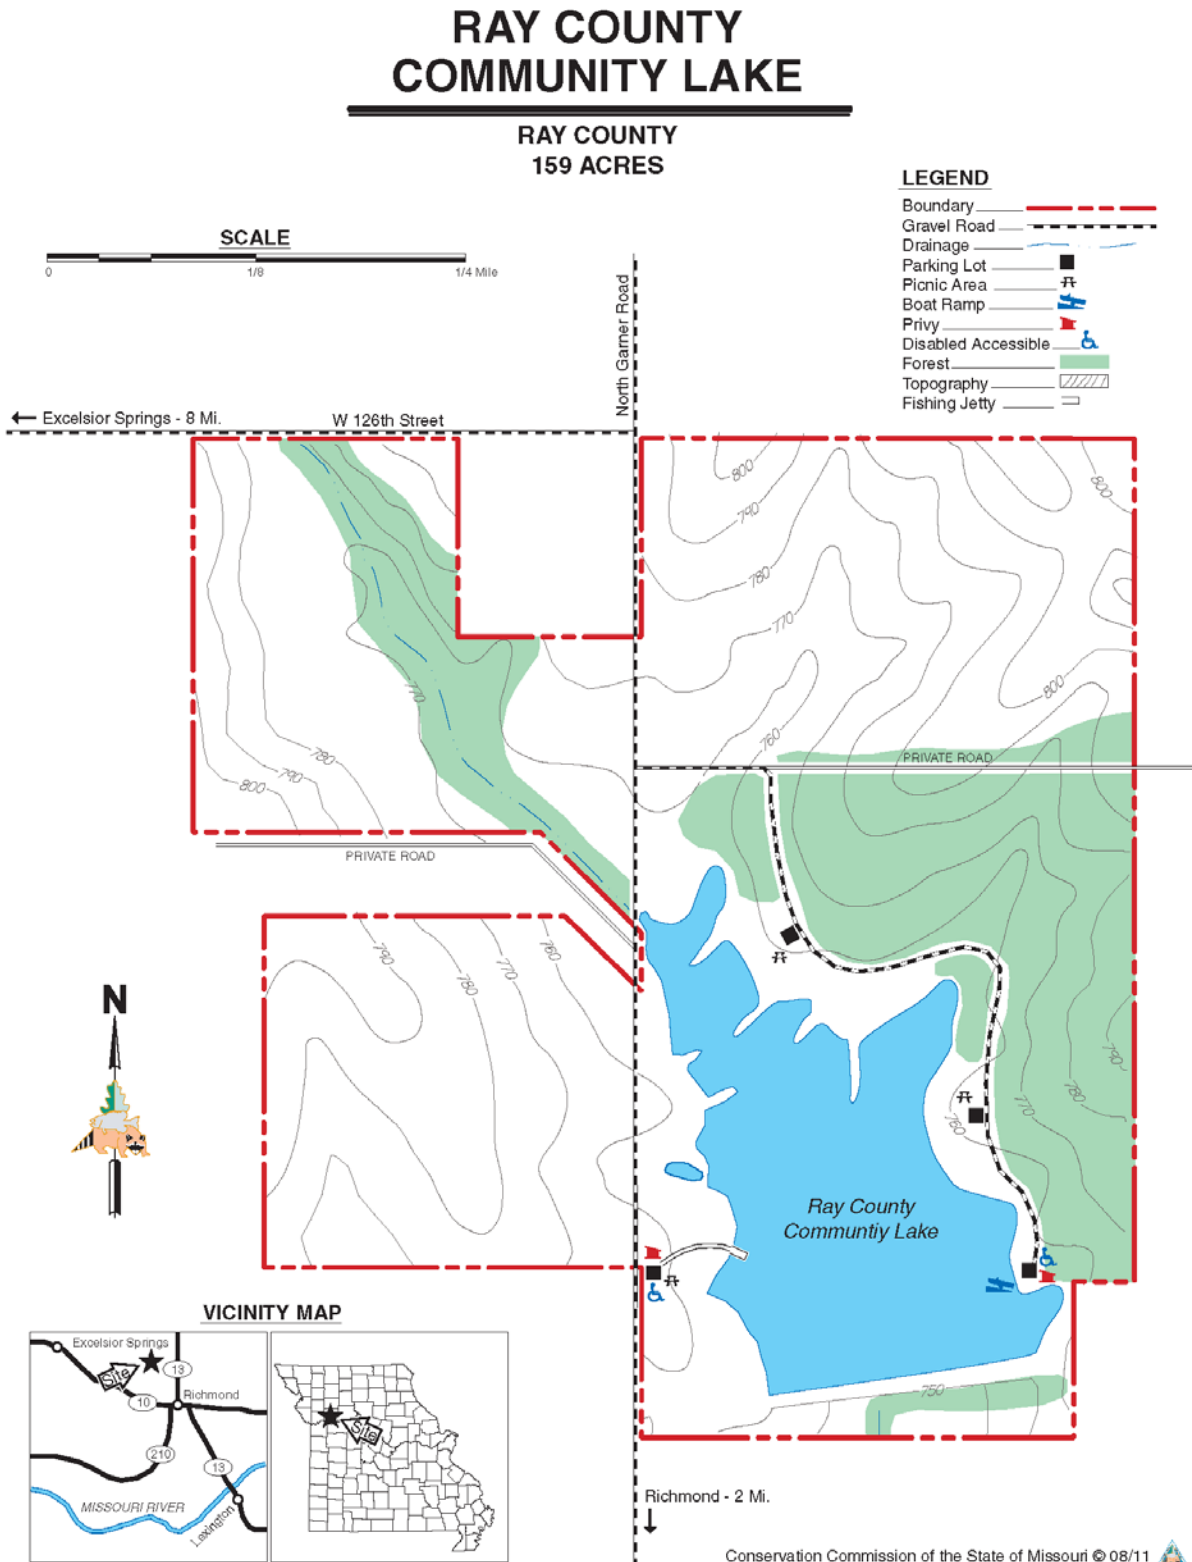 RAY COUNTY
COMMUNITY LAKE
RAY COUNTY
159 ACRES
LEGEND
Boundary
Gravel Road
Drainage
Parking Lot
Picnic Area
Boat Ramp
Privy
Disabled Accessible
Forest
Topography
Fishing Jetty
SCALE
0 1/8 1/4 Mile
North Garner Road
Excelsior Springs - 8 Mi.
W 126th Street
800
790
780
770
760
800
800
PRIVATE ROAD
770
780
790
800
PRIVATE ROAD
790
780
770
760
790
780
770
760
N
Ray County
Communtiy Lake
750
VICINITY MAP
Excelsior Springs
Site
13
10
Richmond
210
13
MISSOURI RIVER
Lexington
Site
Richmond - 2 Mi.
Conservation Commission of the State of Missouri © 08/11